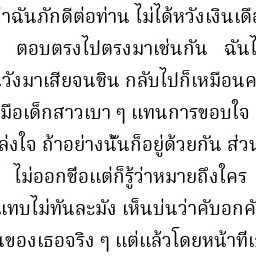 าฉันภักดีต่อท่าน ไม่ได้หวังเงินเดือ
ตอบตรงไปตรงมาเช่นกัน ฉันไ
วังมาเสียจนชิน กลับไปก็เหมือนค
มือเด็กสาวเบา ๆ แทนการขอบใจ
ล่งใจ ถ้าอย่างนั้นก็อยู่ด้วยกัน ส่วน
ไม่ออกชื่อแต่ก็รู้ว่าหมายถึงใคร
แทบไม่ทันละมัง เห็นบ่นว่าคับอกคั
นของเธอจริง ๆ แต่แล้วโดยหน้าที่เ